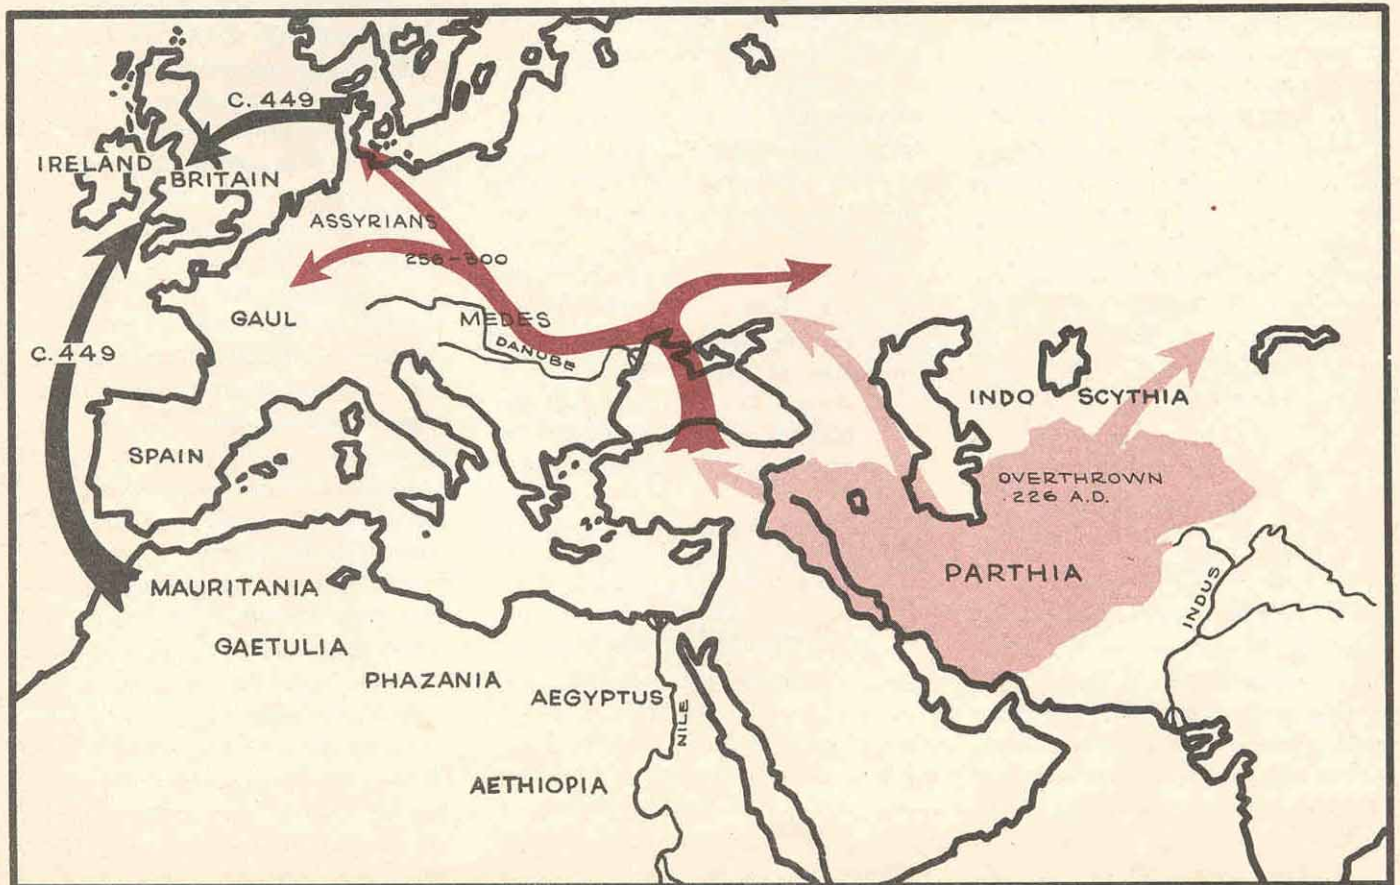 C. 449
IRELAND
BRITAIN
ASSYRIANS
256-300
GAUL
MEDES
DANUBE
C. 449
INDO SCYTHIA
SPAIN
OVERTHROWN
226 A.D.
PARTHIA
MAURITANIA
INDUS
GAETULIA
PHAZANIA
AEGYPTUS
NILE
AETHIOPIA